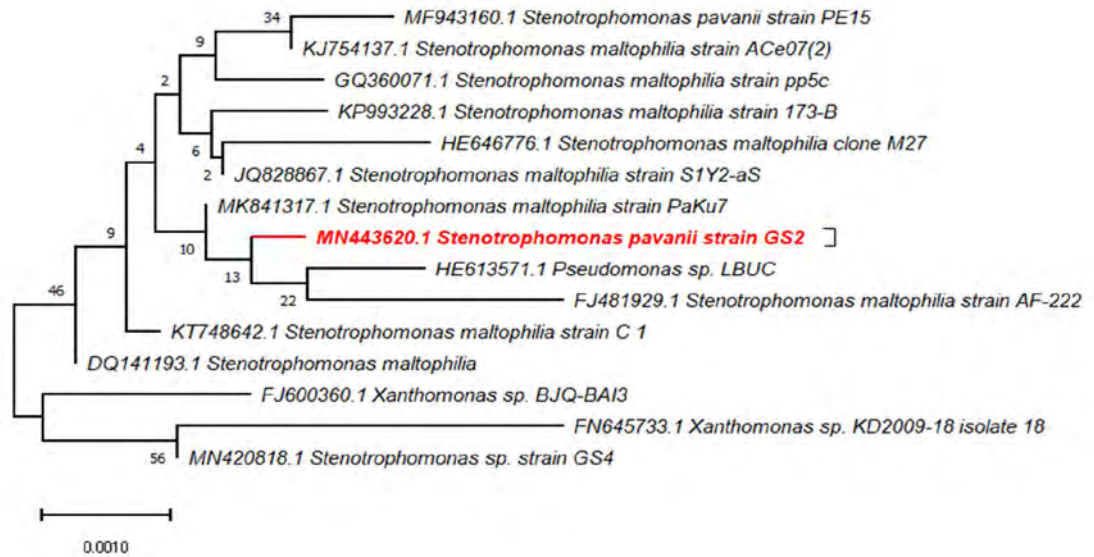 34
MF943160.1 Stenotrophomonas pavanii strain PE15
9
KJ754137.1 Stenotrophomonas maltophilia strain ACe07(2)
2
GQ360071.1 Stenotrophomonas maltophilia strain pp5c
KP993228.1 Stenotrophomonas maltophilia strain 173-B
4
6
HE646776.1 Stenotrophomonas maltophilia clone M27
2
JQ828867.1 Stenotrophomonas maltophilia strain S1Y2-aS
MK841317.1 Stenotrophomonas maltophilia strain PaKu7
9
10
MN443620.1 Stenotrophomonas pavanii strain GS2
13
HE613571.1 Pseudomonas sp. LBUC
46
22
FJ481929.1 Stenotrophomonas maltophilia strain AF-222
KT748642.1 Stenotrophomonas maltophilia strain C 1
DQ141193.1 Stenotrophomonas maltophilia
FJ600360.1 Xanthomonas sp. BJQ-BAI3
FN645733.1 Xanthomonas sp. KD2009-18 isolate 18
56
MN420818.1 Stenotrophomonas sp. strain GS4
0.0010